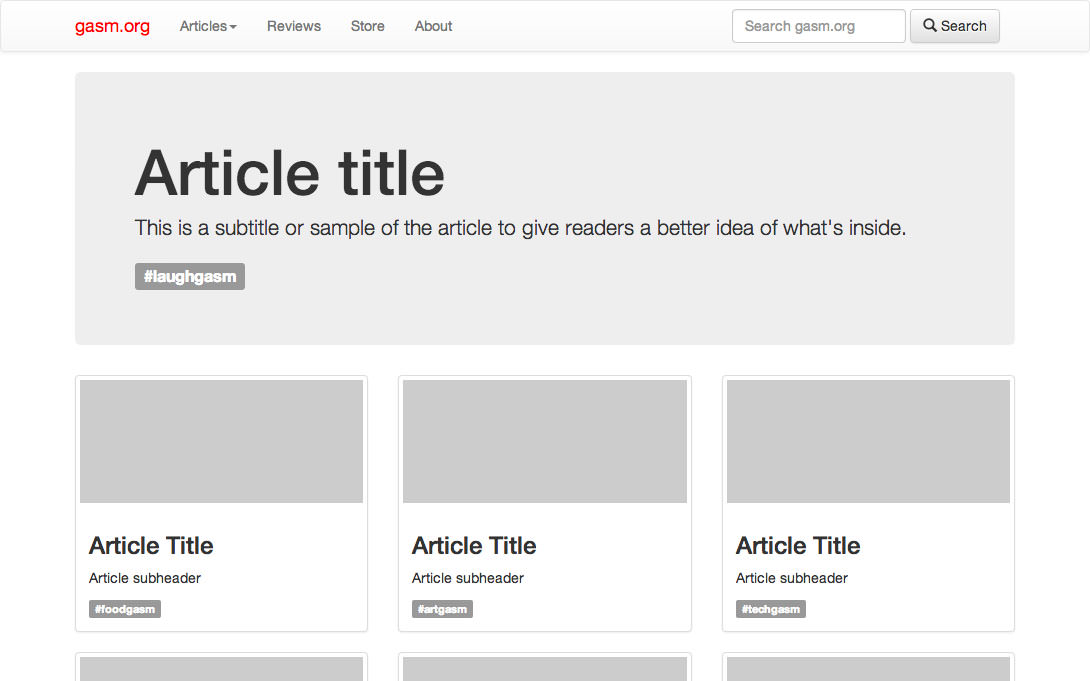 gasm.org Articles Reviews Store About Search gasm.org Search
Article title
This is a subtitle or sample of the article to give readers a better idea of what's inside.
#laughgasm
Article Title Article Title Article Title
Article subheader Article subheader Article subheader
#foodgasm #artgasm #techgasm